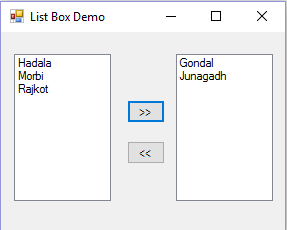 List Box Demo
Hadala
Morbi
Rajkot
>>
<<
Gondal
Junagadh